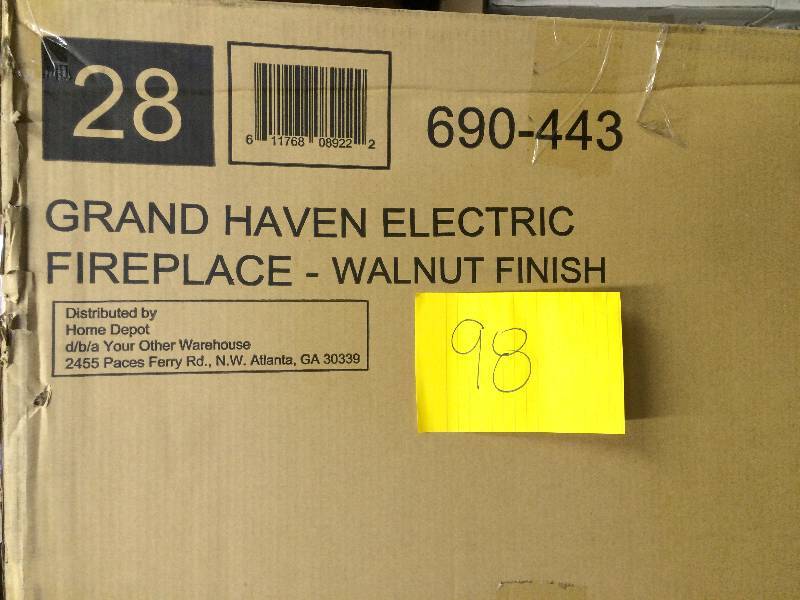 28
6 11768 08922 2
690-443
GRAND HAVEN ELECTRIC
FIREPLACE - WALNUT FINISH
Distributed by
Home Depot
d/b/a Your Other Warehouse
2455 Paces Ferry Rd., N.W. Atlanta, GA 30339
98